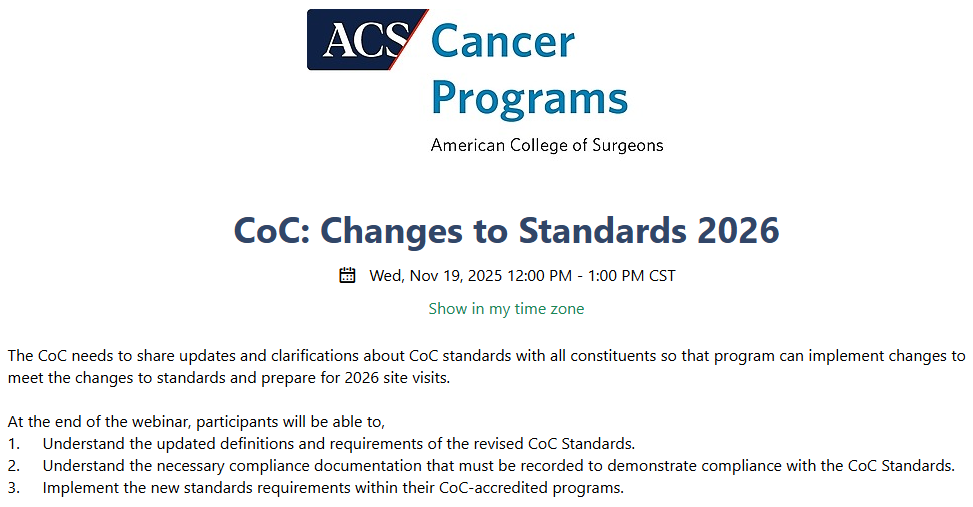 ACS Cancer
Programs
American College of Surgeons
CoC: Changes to Standards 2026
Wed, Nov 19, 2025 12:00 PM - 1:00 PM CST
Show in my time zone
The CoC needs to share updates and clarifications about CoC standards with all constituents so that program can implement changes to
meet the changes to standards and prepare for 2026 site visits.
At the end of the webinar, participants will be able to,
1. Understand the updated definitions and requirements of the revised CoC Standards.
2. Understand the necessary compliance documentation that must be recorded to demonstrate compliance with the CoC Standards.
3. Implement the new standards requirements within their CoC-accredited programs.